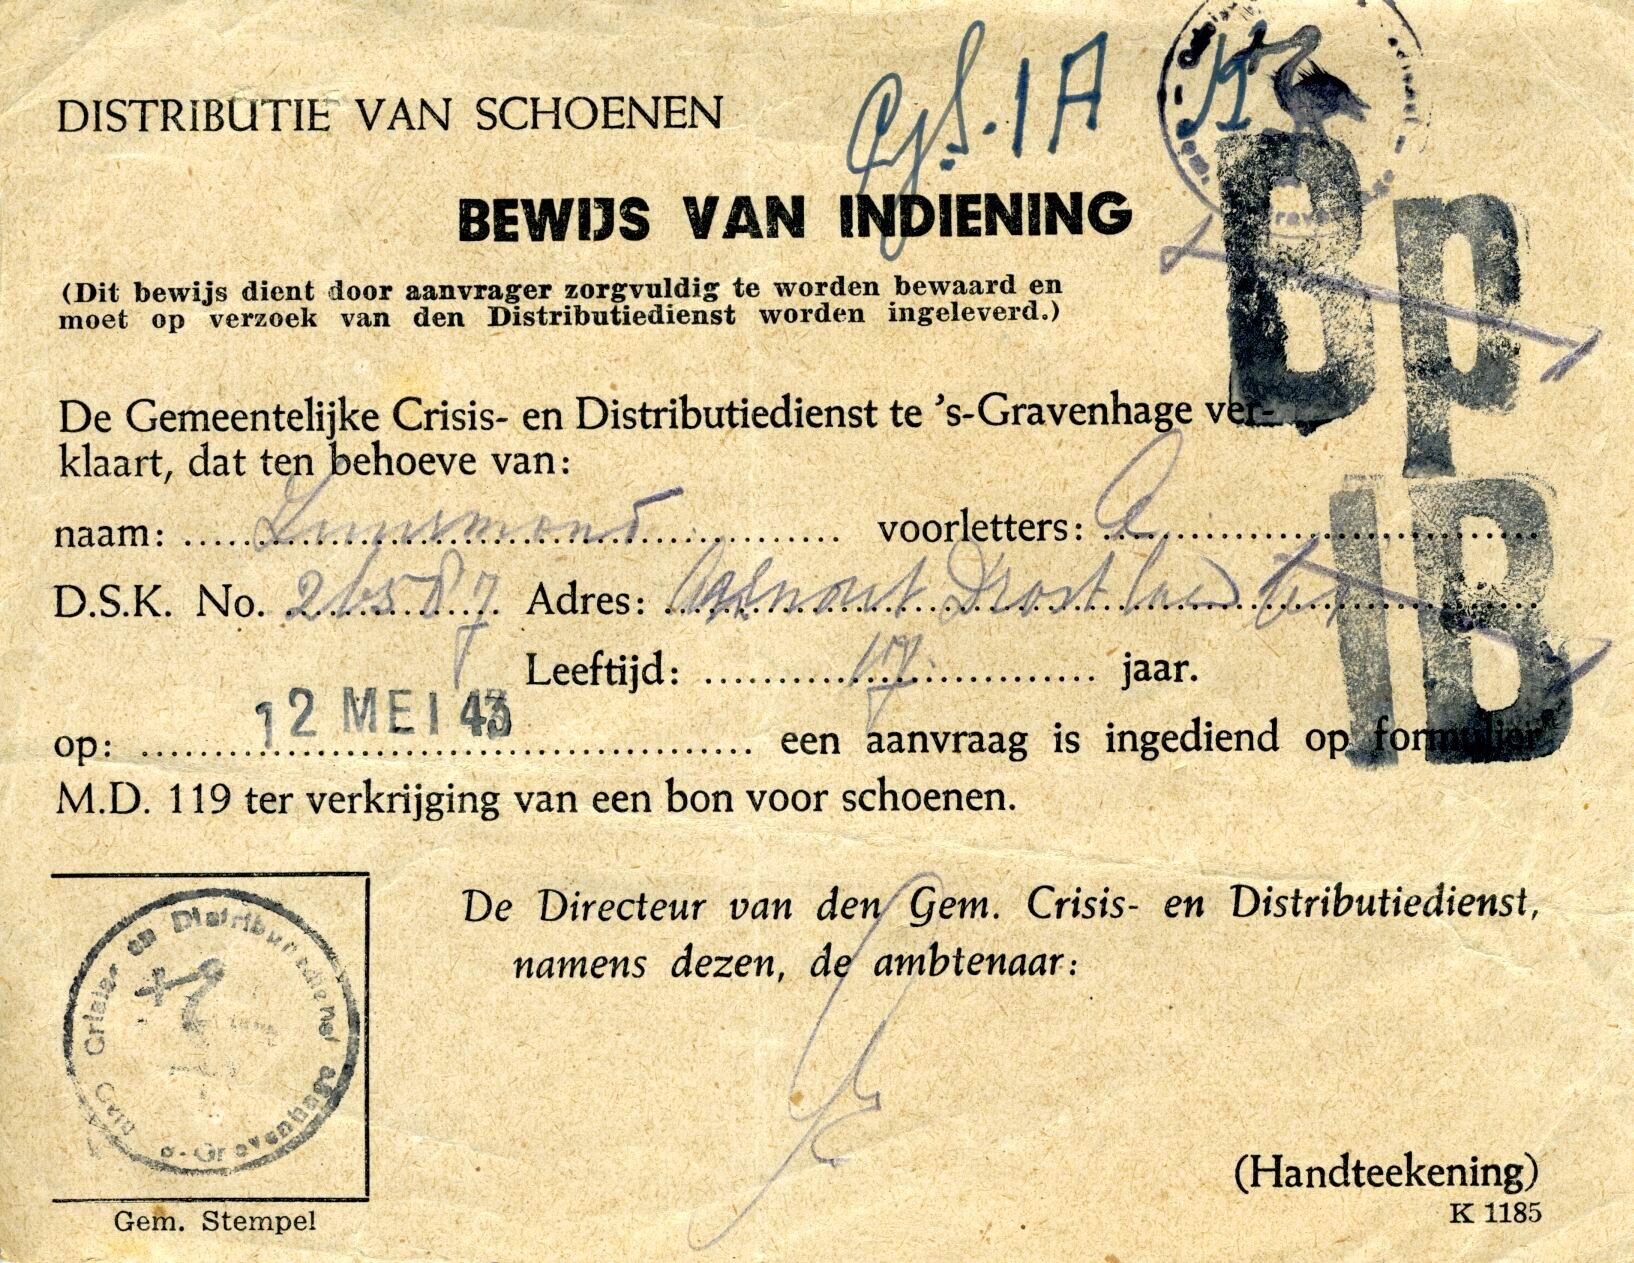 DISTRIBUTIE VAN SCHOENEN
1 A
BEWIJS VAN INDIENING
(Dit bewijs dient door aanvrager zorgvuldig te worden bewaard en
moet op verzoek van den Distributiedienst worden ingeleverd.)
Bp
1B
De Gemeentelijke Crisis- en Distributiedienst te 's-Gravenhage ver-
klaart, dat ten behoeve van:
naam: voorletters:
D.S.K. No. 26587 Adres:
Leeftijd: 17 jaar.
op: 12 MEI 43 een aanvraag is ingediend op formulier
M.D. 119 ter verkrijging van een bon voor schoenen.
De Directeur van den Gem. Crisis- en Distributiedienst,
namens dezen, de ambtenaar:
(Handteekening)
K 1185
Gem. Stempel